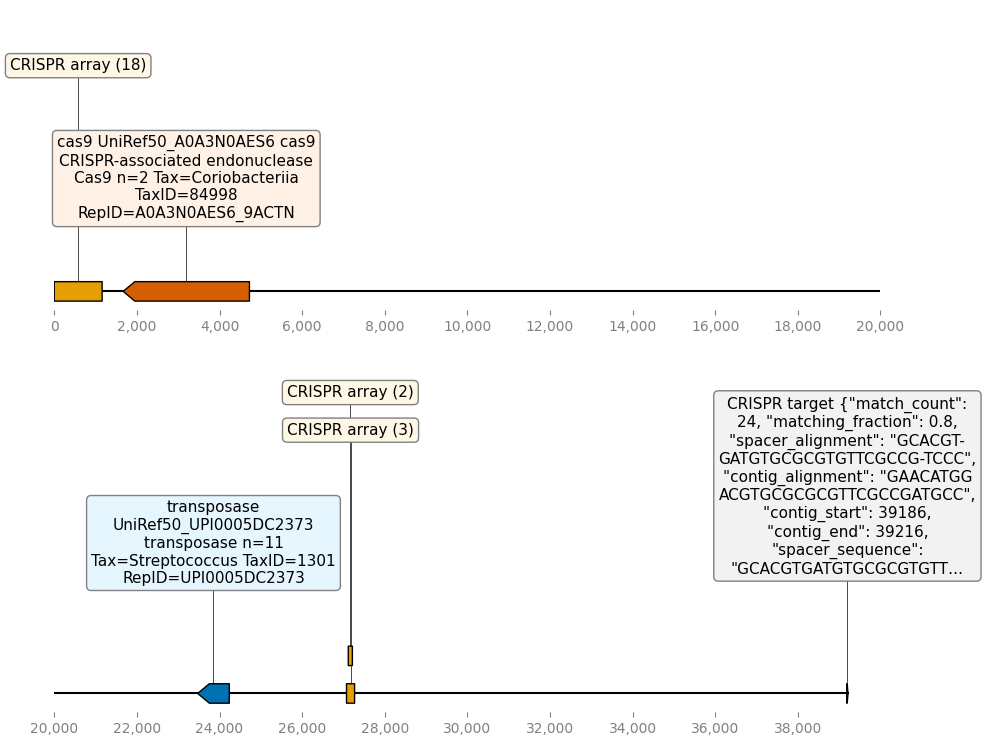 CRISPR array (18)
cas9 UniRef50_A0A3N0AES6 cas9
CRISPR-associated endonuclease
Cas9 n=2 Tax=Coriobacteriia
TaxID=84998
RepID=A0A3N0AES6_9ACTN
0
2,000
4,000
6,000
8,000
10,000
12,000
14,000
16,000
18,000
20,000
CRISPR array (2)
CRISPR array (3)
CRISPR target {"match_count":
24, "matching_fraction": 0.8,
"spacer_alignment": "GCACGT-
GATGTGCGCGTGTTCGCCG-TCCC",
"contig_alignment": "GAACATGG
ACGTGCGCGCGTTCGCCGATGCC",
"contig_start": 39186,
"contig_end": 39216,
"spacer_sequence":
"GCACGTGATGTGCGCGTGTT...
transposase
UniRef50_UPI0005DC2373
transposase n=11
Tax=Streptococcus TaxID=1301
RepID=UPI0005DC2373
20,000
22,000
24,000
26,000
28,000
30,000
32,000
34,000
36,000
38,000